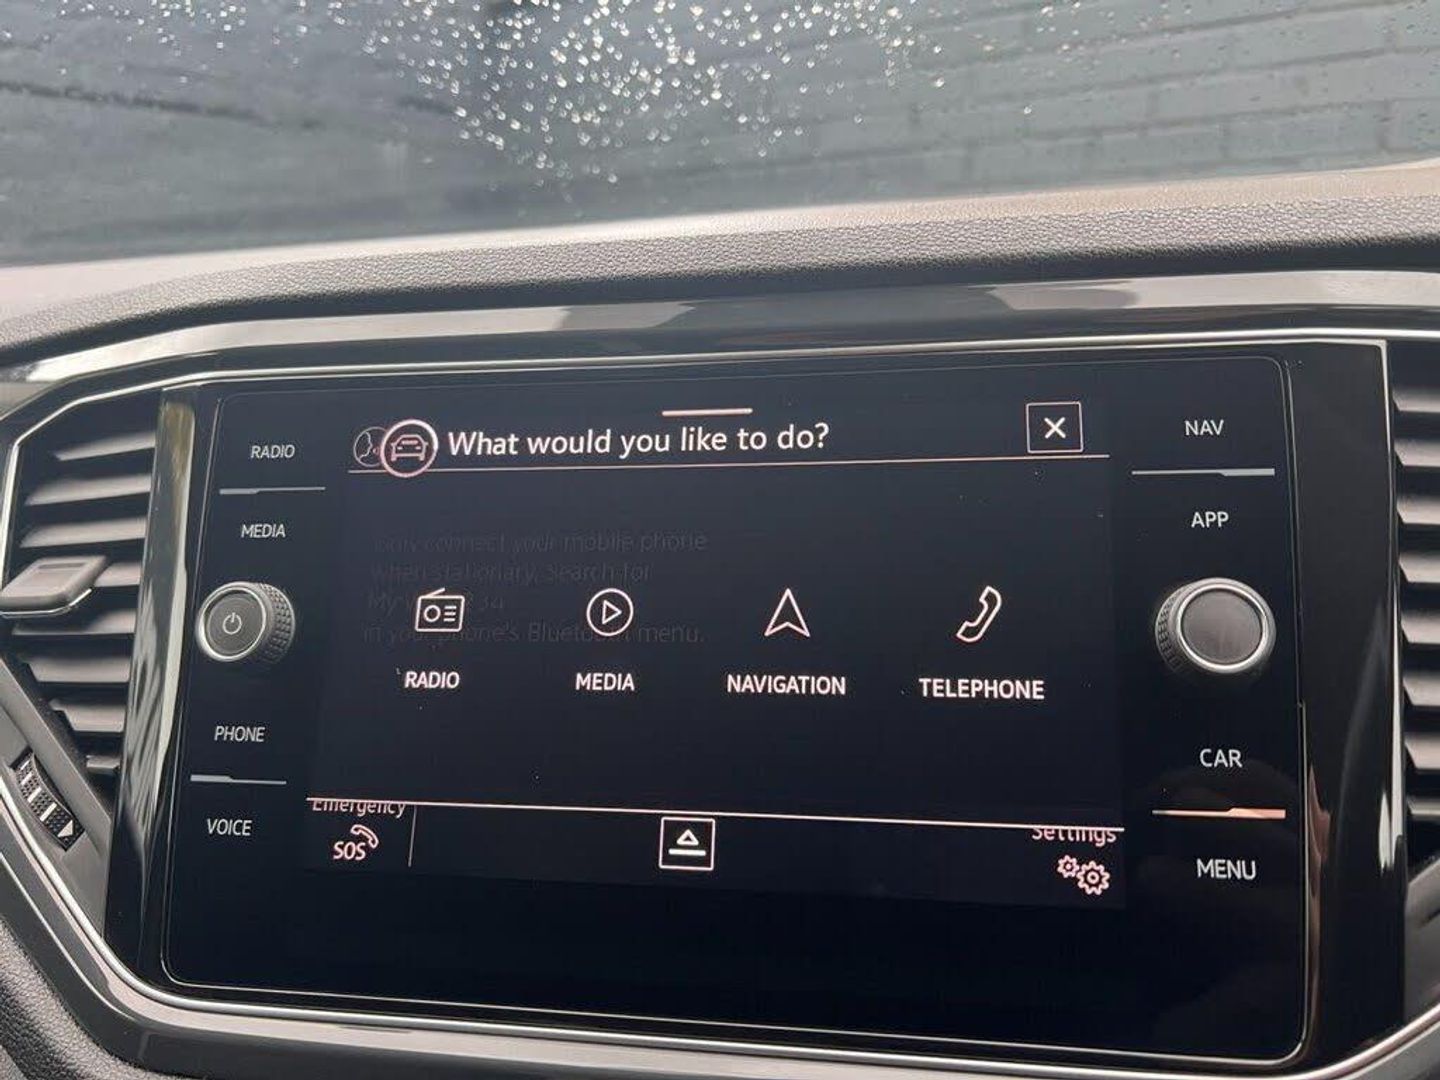 RADIO
MEDIA
PHONE
VOICE
What would you like to do?
connect your mobile phone
when stationary. Search for
My
in your phone's Bluetooth menu.
RADIO
MEDIA
NAVIGATION
TELEPHONE
Emergency
SOS
Settings
NAV
APP
CAR
MENU